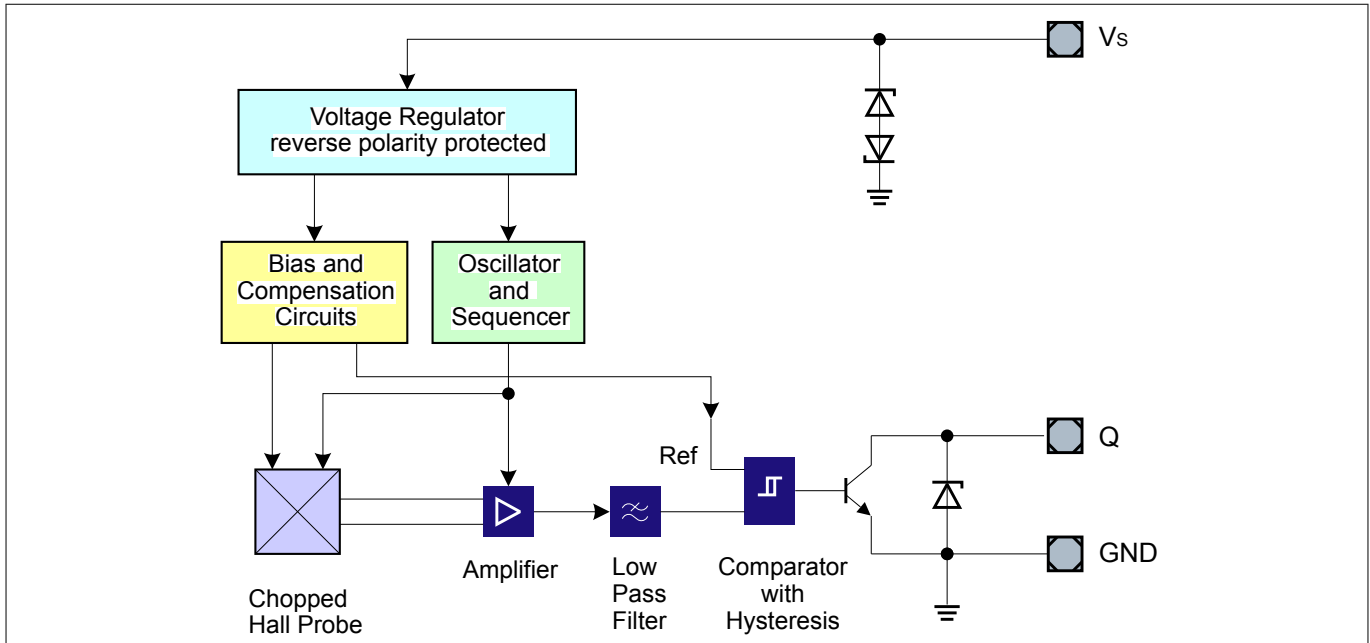 Vs
Voltage Regulator
reverse polarity protected
Bias and
Compensation
Circuits
Oscillator
and
Sequencer
Ref
Q
GND
Amplifier
Low
Pass
Filter
Comparator
with
Hysteresis
Chopped
Hall Probe